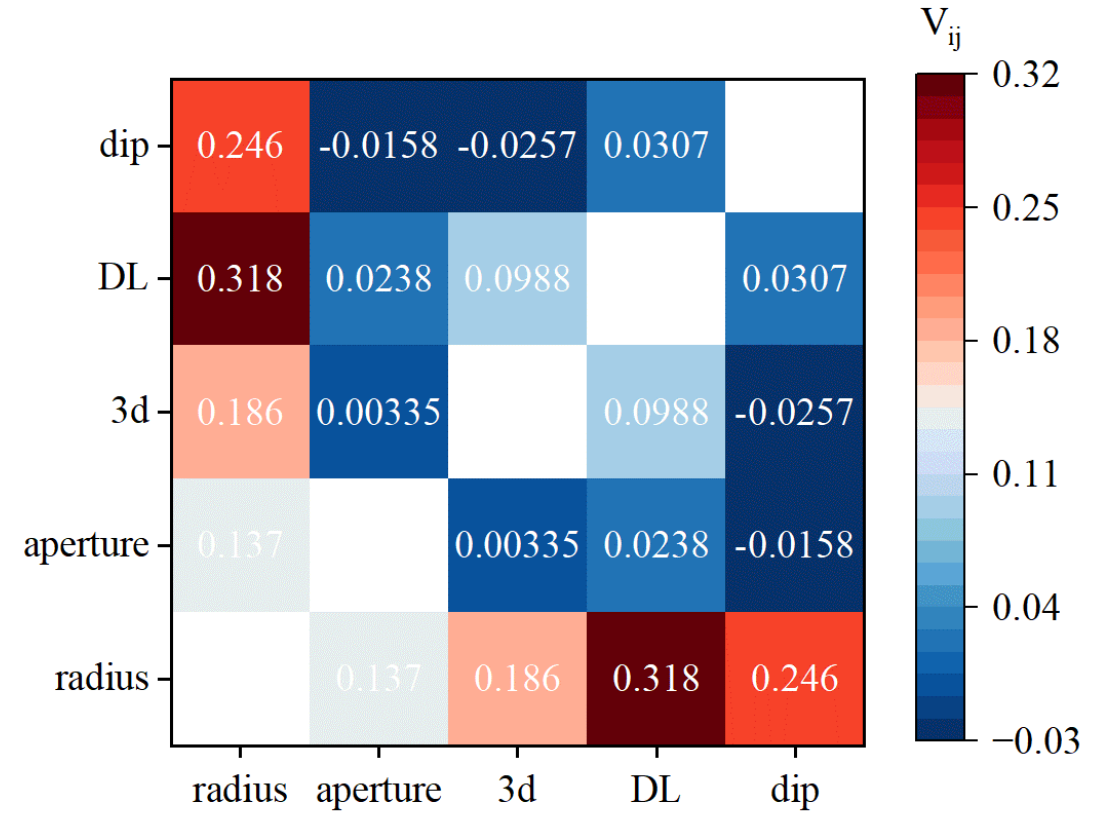 V_ij
dip 0.246 -0.0158 -0.0257 0.0307
DL 0.318 0.0238 0.0988 0.0307
3d 0.186 0.00335 0.0988 -0.0257
aperture 0.137 0.00335 0.0238 -0.0158
radius 0.137 0.186 0.318 0.246
radius aperture 3d DL dip
0.32
0.25
0.18
0.11
0.04
−0.03